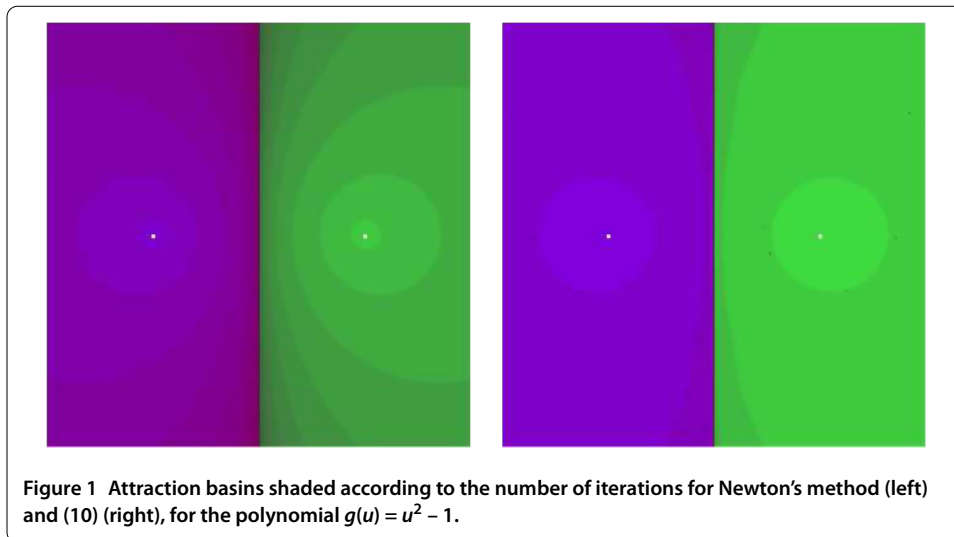 Figure 1 Attraction basins shaded according to the number of iterations for Newton's method (left)
and (10) (right), for the polynomial g(u) = u² – 1.